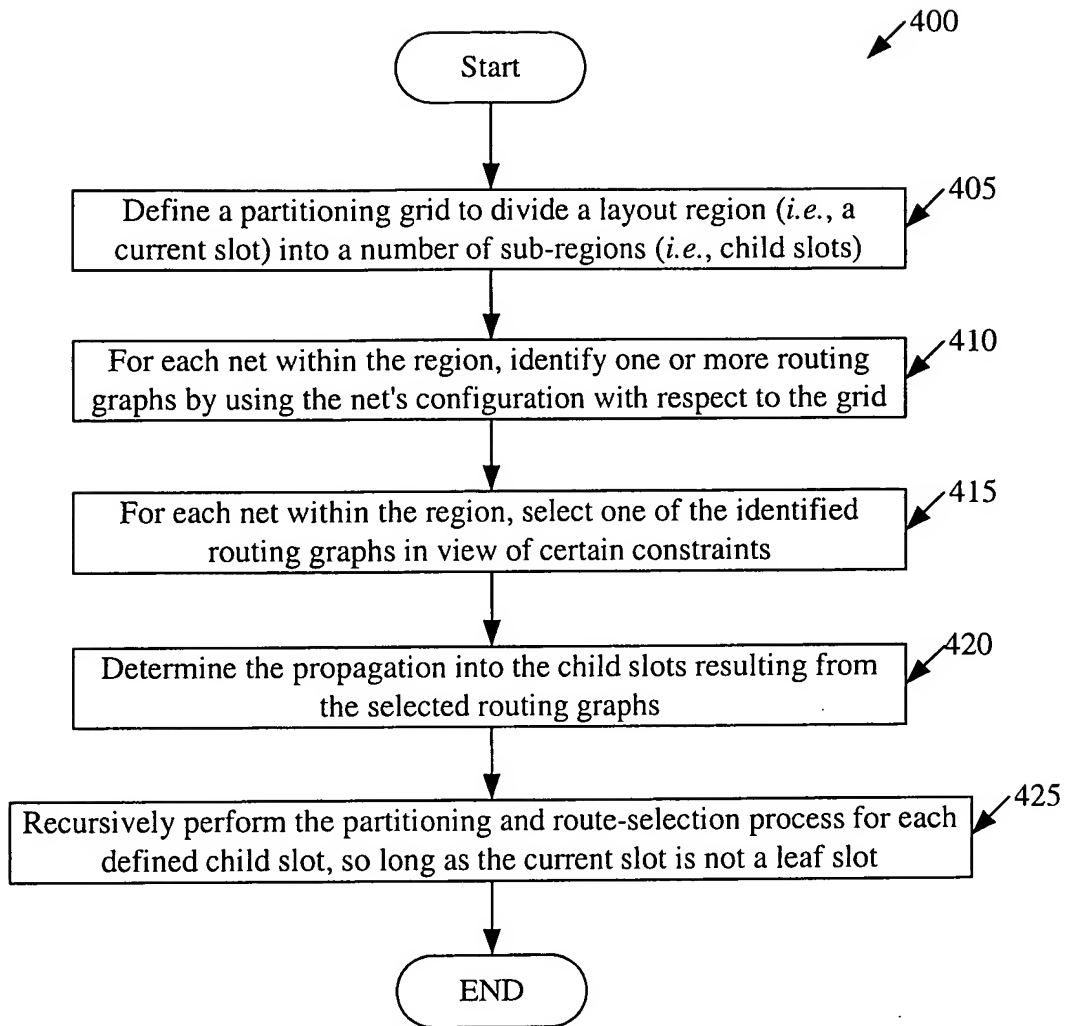 400
Start
405
Define a partitioning grid to divide a layout region (i.e., a
current slot) into a number of sub-regions (i.e., child slots)
410
For each net within the region, identify one or more routing
graphs by using the net's configuration with respect to the grid
415
For each net within the region, select one of the identified
routing graphs in view of certain constraints
420
Determine the propagation into the child slots resulting from
the selected routing graphs
425
Recursively perform the partitioning and route-selection process for each
defined child slot, so long as the current slot is not a leaf slot
END